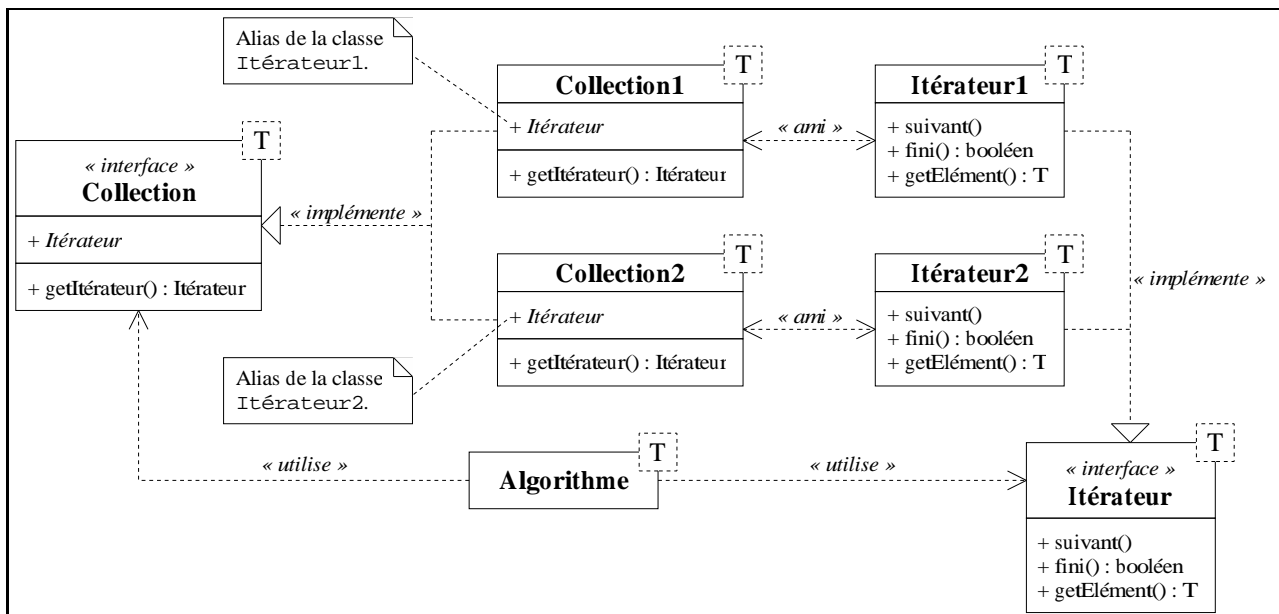 Alias de la classe
Itérateur1.
T
Collection1
+ Itérateur
+ getItérateur() : Itérateur
« ami »
T
Itérateur1
+ suivant()
+ fini() : booléen
+ getElément() : T
T
« interface »
Collection
+ Itérateur
+ getItérateur() : Itérateur
« implémente »
T
Collection2
+ Itérateur
+ getItérateur() : Itérateur
« ami »
T
Itérateur2
+ suivant()
+ fini() : booléen
+ getElément() : T
« implémente »
Alias de la classe
Itérateur2.
« utilise »
T
Algorithme
« utilise »
T
« interface »
Itérateur
+ suivant()
+ fini() : booléen
+ getElément() : T